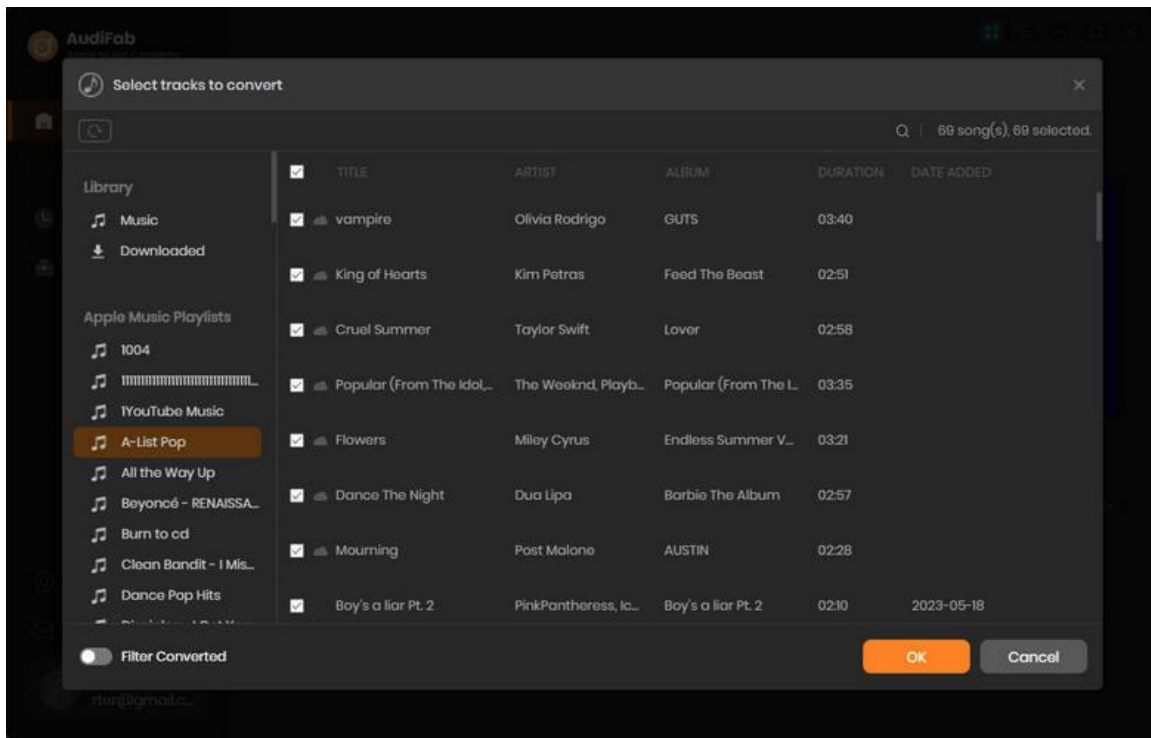 AudiFab
Select tracks to convert
69 song(s), 69 selected.
Library
Music
Downloaded
Apple Music Playlists
1004
1YouTube Music
A-List Pop
All the Way Up
Beyoncé - RENAISSA...
Burn to cd
Clean Bandit - I Mis...
Dance Pop Hits
TITLE ARTIST ALBUM DURATION DATE ADDED
vampire Olivia Rodrigo GUTS 03:40
King of Hearts Kim Petras Feed The Beast 02:51
Cruel Summer Taylor Swift Lover 02:58
Popular (From The Idol,... The Weeknd, Playb... Popular (From The I... 03:35
Flowers Miley Cyrus Endless Summer V... 03:21
Dance The Night Dua Lipa Barbie The Album 02:57
Mourning Post Malone AUSTIN 02:28
Boy's a liar Pt. 2 PinkPantheress, Ic... Boy's a liar Pt. 2 02:10 2023-05-18
Filter Converted
OK Cancel